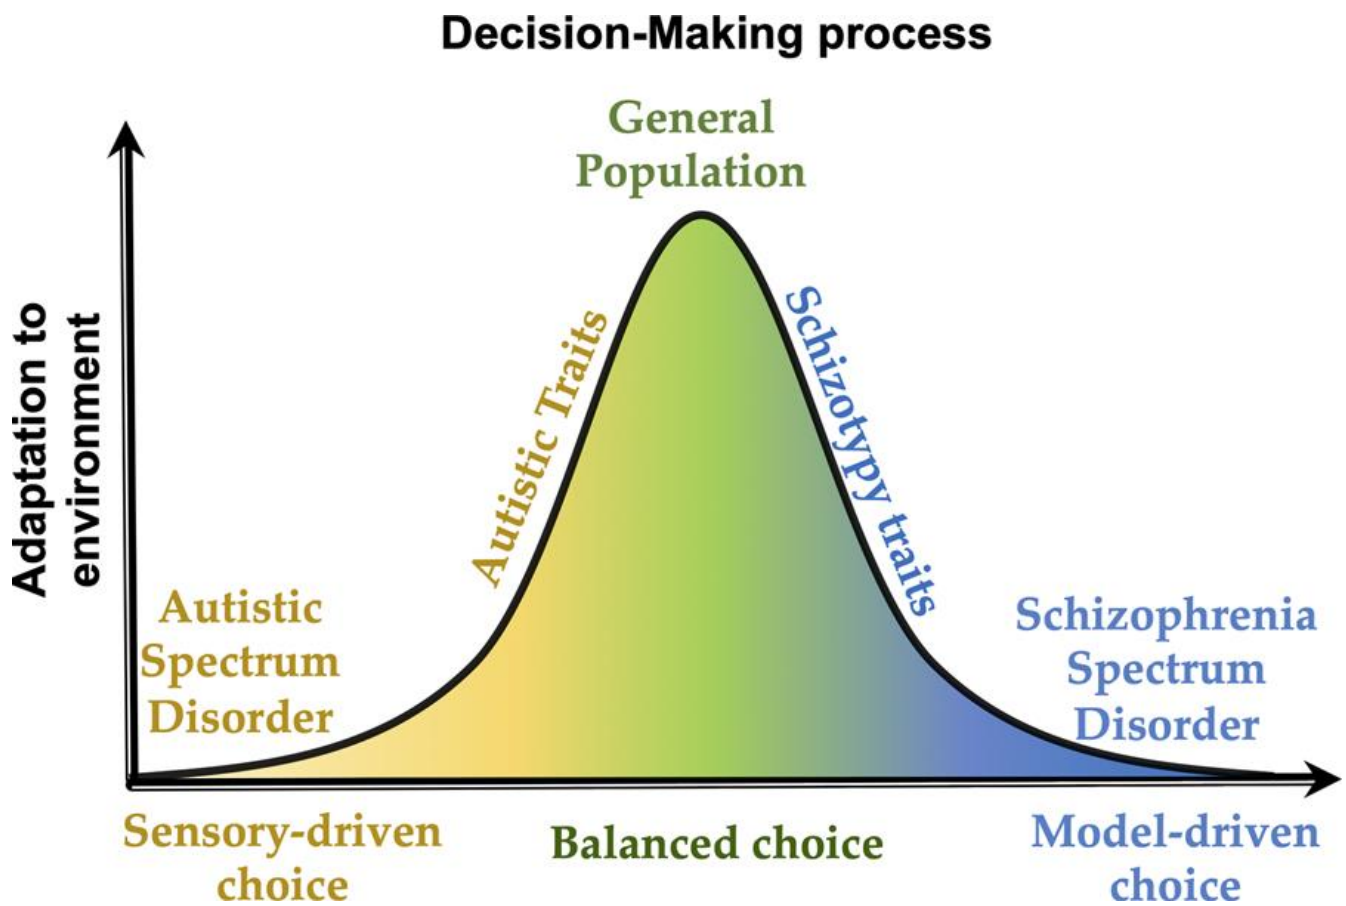 Decision-Making process
General
Population
Adaptation to
environment
Autistic Traits
Schizotypy traits
Autistic
Spectrum
Disorder
Schizophrenia
Spectrum
Disorder
Sensory-driven
choice
Balanced choice
Model-driven
choice